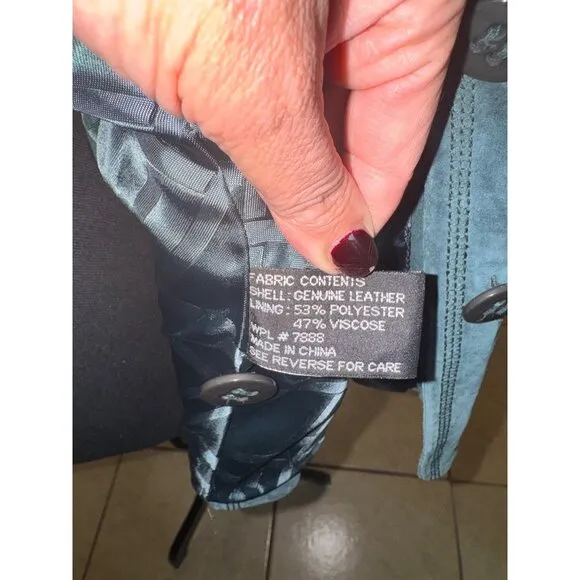 FABRIC CONTENTS
SHELL: GENUINE LEATHER
LINING: 53% POLYESTER
47% VISCOSE
WPL # 7888
MADE IN CHINA
SEE REVERSE FOR CARE